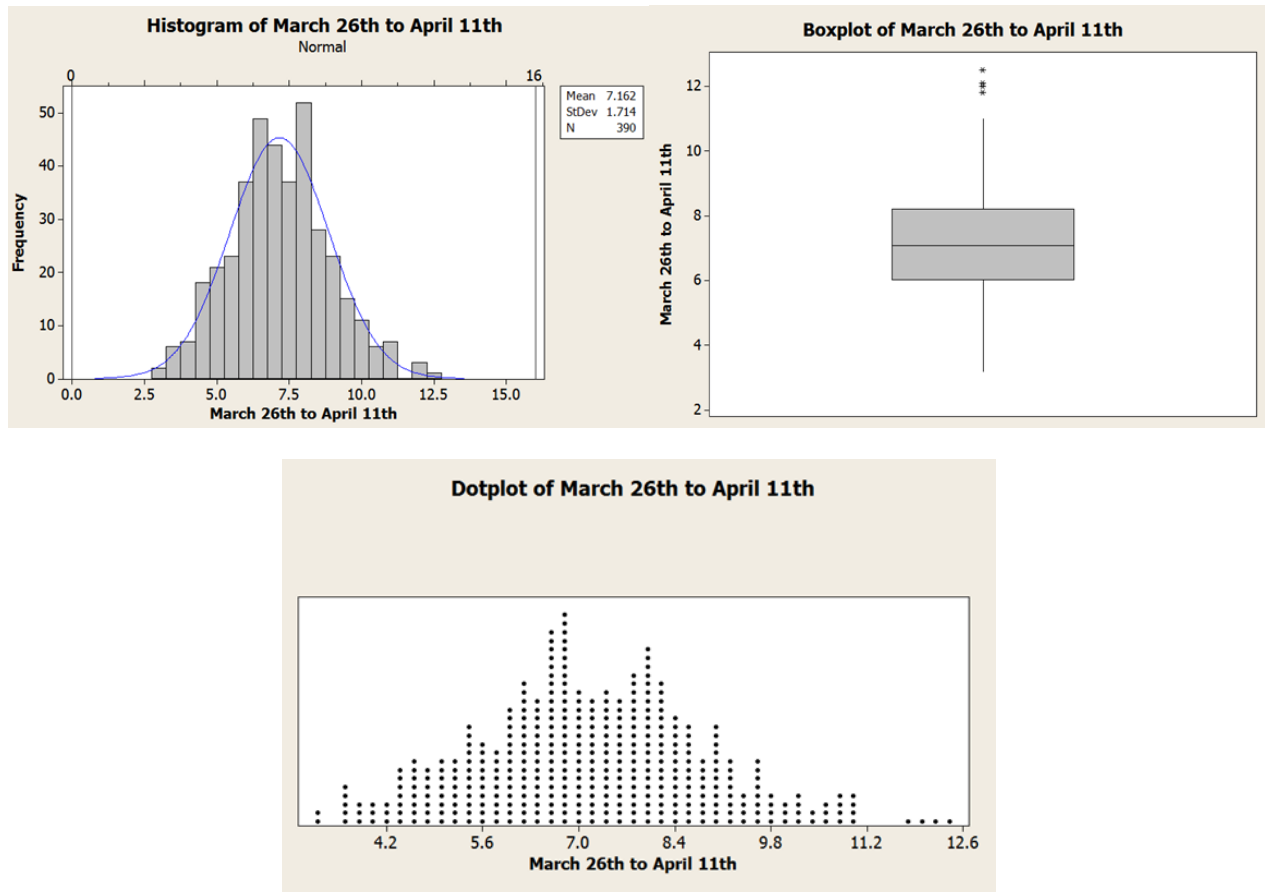 Histogram of March 26th to April 11th
Normal
0 16
50
40
30
20
10
0
Frequency
0.0 2.5 5.0 7.5 10.0 12.5 15.0
March 26th to April 11th
Mean 7.162
StDev 1.714
N 390
Boxplot of March 26th to April 11th
12
10
8
6
4
2
March 26th to April 11th
Dotplot of March 26th to April 11th
4.2 5.6 7.0 8.4 9.8 11.2 12.6
March 26th to April 11th